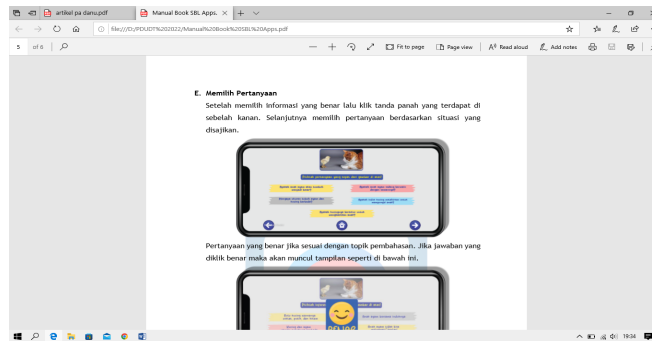 artikel pa danu.pdf
Manual Book SBL Apps.
file:///D:/PDUDT%202022/Manual%20Book%20SBL%20Apps.pdf
5 of 6
Fit to page
Page view
Read aloud
Add notes
E. Memilih Pertanyaan
Setelah memilih informasi yang benar lalu klik tanda panah yang terdapat di
sebelah kanan. Selanjutnya memilih pertanyaan berdasarkan situasi yang
disajikan.
Pertanyaan yang benar jika sesuai dengan topik pembahasan. Jika jawaban yang
diklik benar maka akan muncul tampilan seperti di bawah ini.
19:34